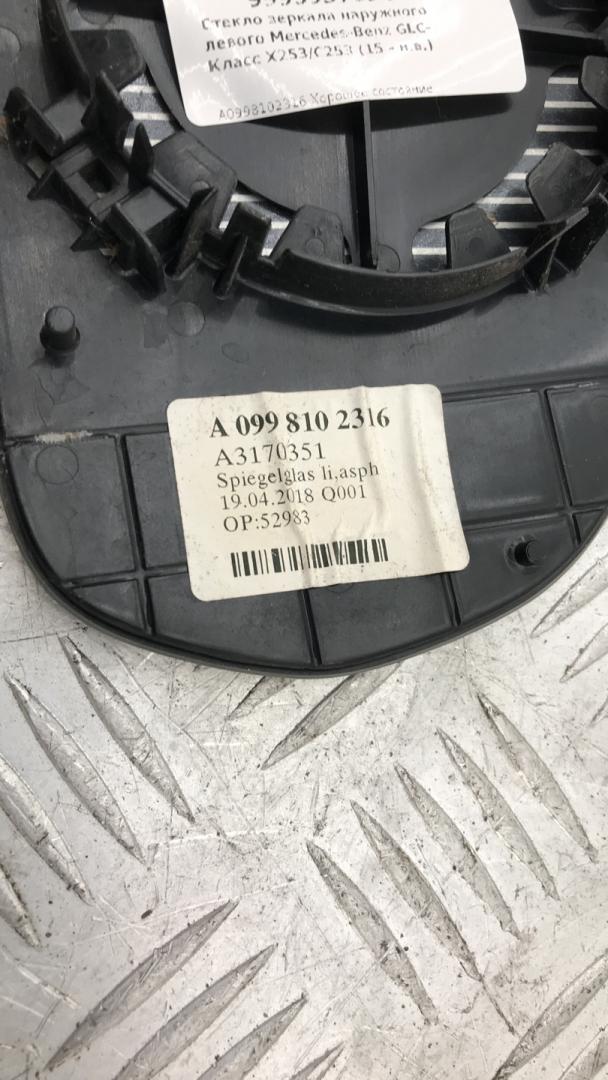 Стекло зеркала наружного
левого Mercedes-Benz GLC-
Класс X253/C253 (15 - н.в.)
A0998102316 Хорошее состояние
A 099 810 2316
A3170351
Spiegelglas li,asph
19.04.2018 Q001
OP:52983